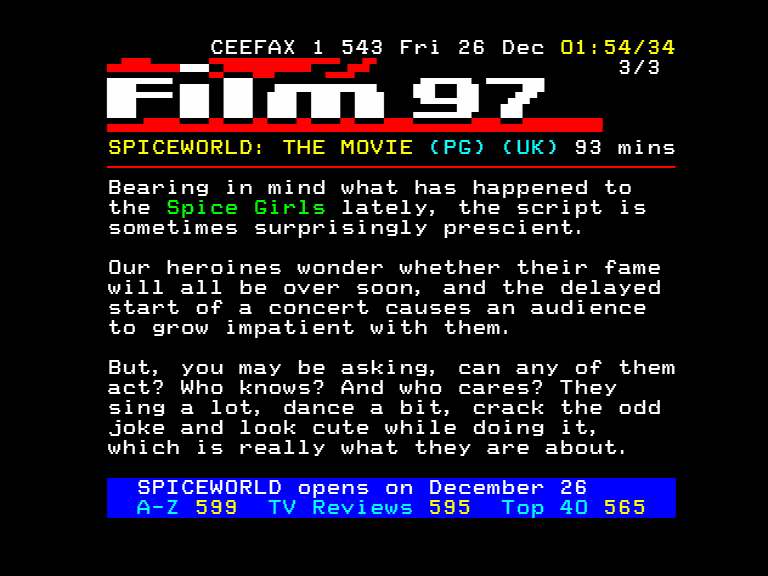 CEEFAX 1 543 Fri 26 Dec 01:54/34
3/3
Film 97
SPICEWORLD: THE MOVIE (PG) (UK) 93 mins
Bearing in mind what has happened to
the Spice Girls lately, the script is
sometimes surprisingly prescient.
Our heroines wonder whether their fame
will all be over soon, and the delayed
start of a concert causes an audience
to grow impatient with them.
But, you may be asking, can any of them
act? Who knows? And who cares? They
sing a lot, dance a bit, crack the odd
joke and look cute while doing it,
which is really what they are about.
SPICEWORLD opens on December 26
A-Z 599 TV Reviews 595 Top 40 565